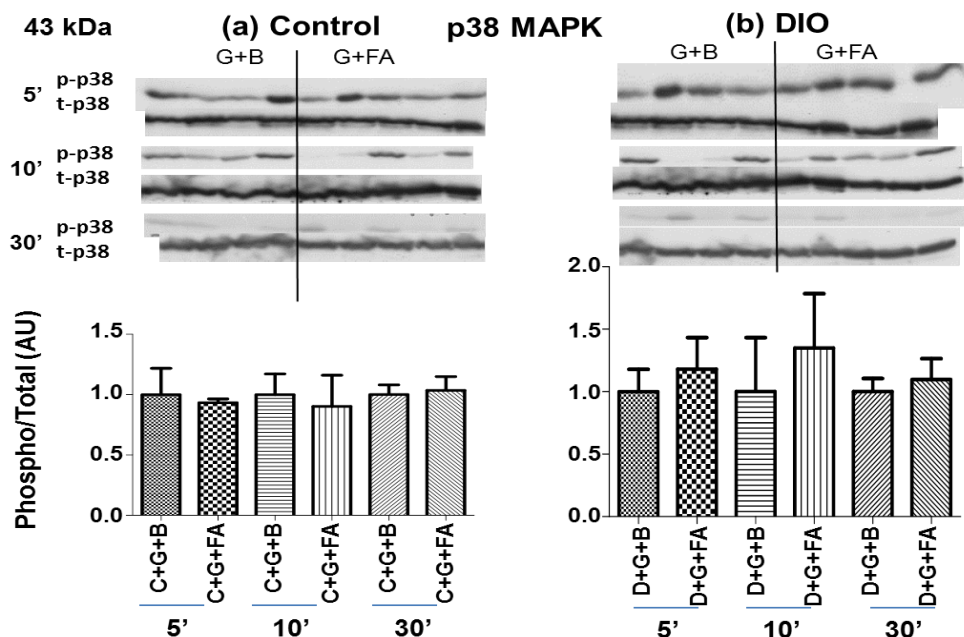 43 kDa (a) Control p38 MAPK (b) DIO
G+B G+FA G+B G+FA
5’ p-p38
t-p38
10’ p-p38
t-p38
30’ p-p38
t-p38
Phospho/Total (AU)
1.5
1.0
0.5
0.0
C+G+B C+G+FA C+G+B C+G+FA C+G+B C+G+FA
5’ 10’ 30’
2.0
1.5
1.0
0.5
0.0
D+G+B D+G+FA D+G+B D+G+FA D+G+B D+G+FA
5’ 10’ 30’